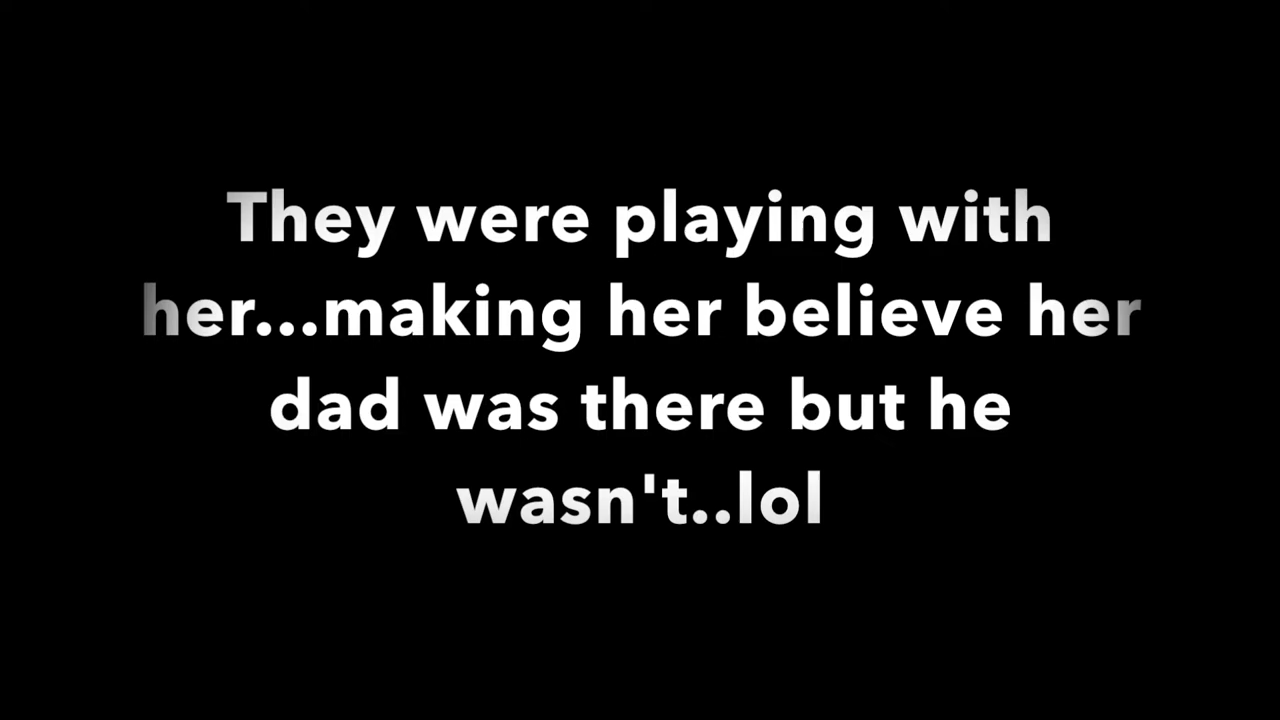 They were playing with
her...making her believe her
dad was there but he
wasn't..lol